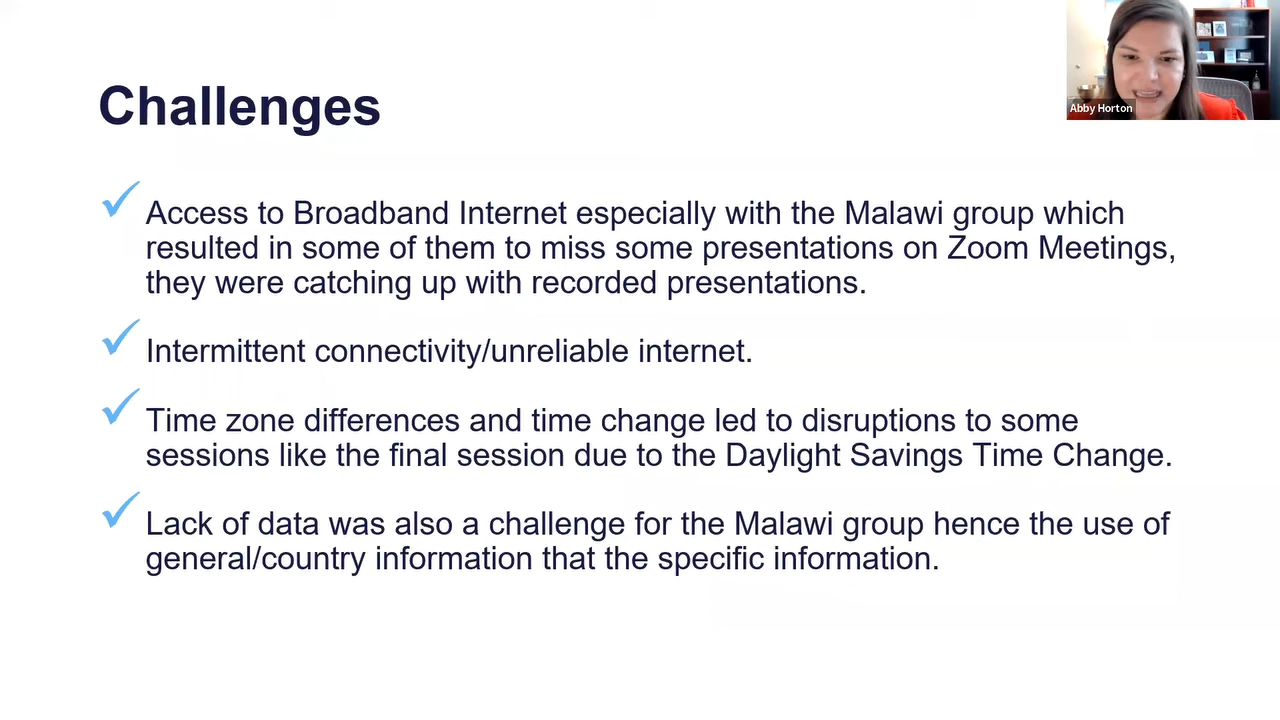 Challenges
Abby Horton
Access to Broadband Internet especially with the Malawi group which
resulted in some of them to miss some presentations on Zoom Meetings,
they were catching up with recorded presentations.
Intermittent connectivity/unreliable internet.
Time zone differences and time change led to disruptions to some
sessions like the final session due to the Daylight Savings Time Change.
Lack of data was also a challenge for the Malawi group hence the use of
general/country information that the specific information.